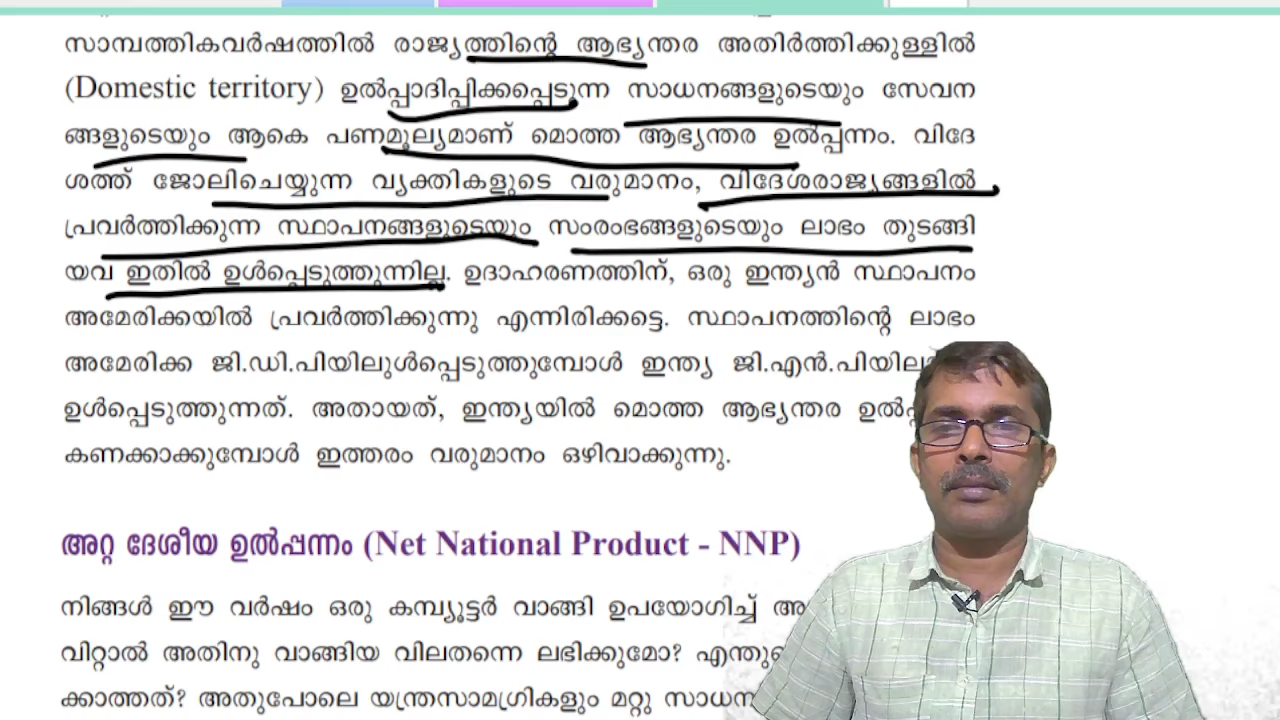 സാമ്പത്തികവർഷത്തിൽ രാജ്യത്തിന്റെ ആഭ്യന്തര അതിർത്തിക്കുള്ളിൽ
(Domestic territory) ഉൽപ്പാദിപ്പിക്കപ്പെടുന്ന സാധനങ്ങളുടെയും സേവന
ങ്ങളുടെയും ആകെ പണമൂല്യമാണ് മൊത്ത ആഭ്യന്തര ഉൽപ്പന്നം. വിദേ
ശത്ത് ജോലിചെയ്യുന്ന വ്യക്തികളുടെ വരുമാനം, വിദേശരാജ്യങ്ങളിൽ
പ്രവർത്തിക്കുന്ന സ്ഥാപനങ്ങളുടെയും സംരംഭങ്ങളുടെയും ലാഭം തുടങ്ങി
യവ ഇതിൽ ഉൾപ്പെടുത്തുന്നില്ല. ഉദാഹരണത്തിന്, ഒരു ഇന്ത്യൻ സ്ഥാപനം
അമേരിക്കയിൽ പ്രവർത്തിക്കുന്നു എന്നിരിക്കട്ടെ. സ്ഥാപനത്തിന്റെ ലാഭം
അമേരിക്ക ജി.ഡി.പിയിലുൾപ്പെടുത്തുമ്പോൾ ഇന്ത്യ
ഉൾപ്പെടുത്തുന്നത്. അതായത്, ഇന്ത്യയിൽ മൊത്ത ആഭ്യന്തര
കണക്കാക്കുമ്പോൾ ഇത്തരം വരുമാനം ഒഴിവാക്കുന്നു.
അറ്റ ദേശീയ ഉൽപ്പന്നം (Net National Product - NNP)
നിങ്ങൾ ഈ വർഷം ഒരു കമ്പ്യൂട്ടർ വാങ്ങി ഉപയോഗിച്ച്
വിറ്റാൽ അതിനു വാങ്ങിയ വിലതന്നെ ലഭിക്കുമോ?
ക്കാത്തത്? അതുപോലെ യന്ത്രസാമഗ്രികളും മറ്റു